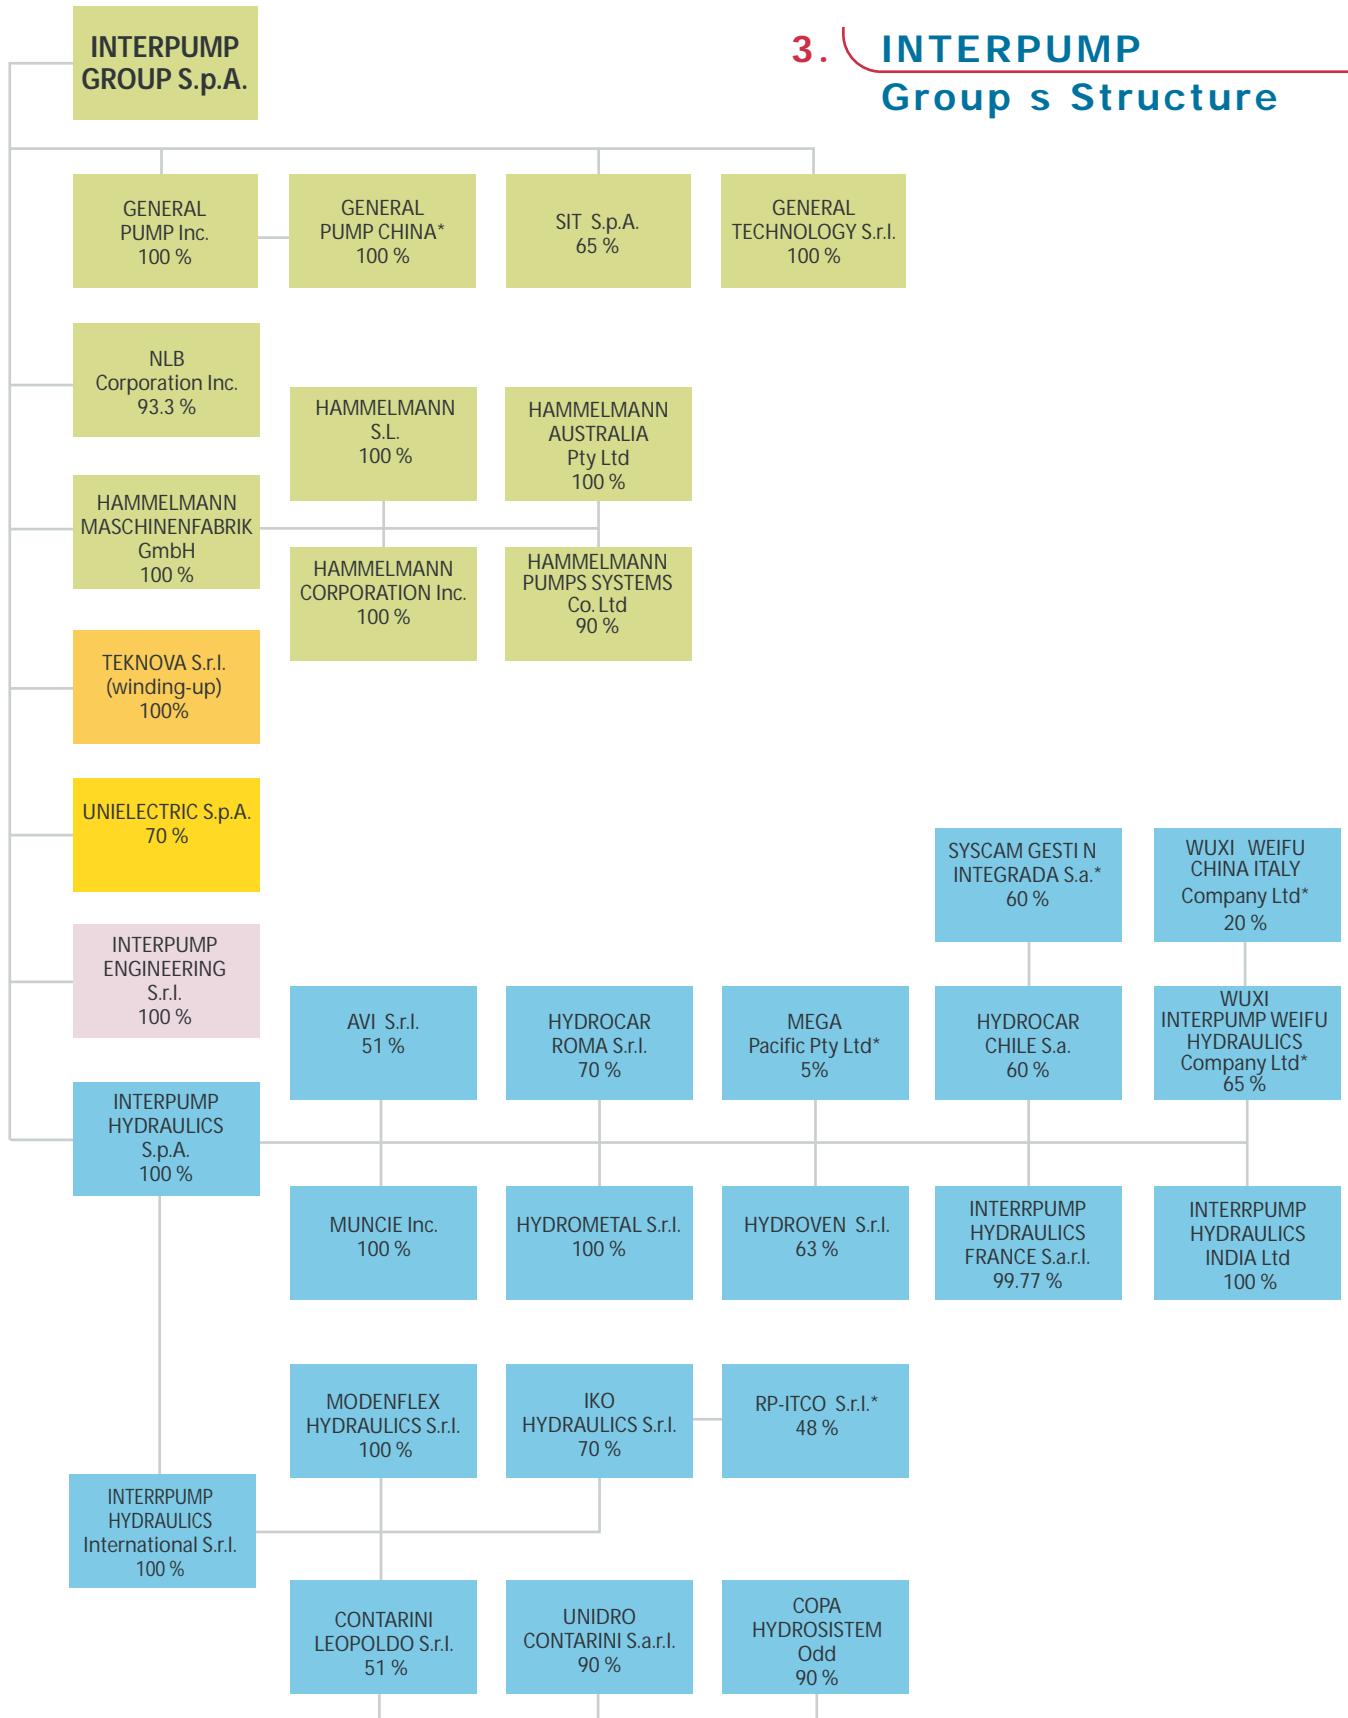 INTERPUMP
GROUP S.p.A.
3.
INTERPUMP
Group s Structure
GENERAL
PUMP Inc.
100 %
GENERAL
PUMP CHINA*
100 %
SIT S.p.A.
65 %
GENERAL
TECHNOLOGY S.r.l.
100 %
NLB
Corporation Inc.
93.3 %
HAMMELMANN
S.L.
100 %
HAMMELMANN
AUSTRALIA
Pty Ltd
100 %
HAMMELMANN
MASCHINENFABRIK
GmbH
100 %
HAMMELMANN
CORPORATION Inc.
100 %
HAMMELMANN
PUMPS SYSTEMS
Co. Ltd
90 %
TEKNOVA S.r.l.
(winding-up)
100%
UNIELECTRIC S.p.A.
70 %
SYSCAM GESTI N
INTEGRADA S.a.*
60 %
WUXI WEIFU
CHINA ITALY
Company Ltd*
20 %
INTERPUMP
ENGINEERING
S.r.l.
100 %
AVI S.r.l.
51 %
HYDROCAR
ROMA S.r.l.
70 %
MEGA
Pacific Pty Ltd*
5%
HYDROCAR
CHILE S.a.
60 %
WUXI
INTERPUMP WEIFU
HYDRAULICS
Company Ltd*
65 %
INTERPUMP
HYDRAULICS
S.p.A.
100 %
MUNCIE Inc.
100 %
HYDROMETAL S.r.l.
100 %
HYDROVEN S.r.l.
63 %
INTERRPUMP
HYDRAULICS
FRANCE S.a.r.l.
99.77 %
INTERRPUMP
HYDRAULICS
INDIA Ltd
100 %
MODENFLEX
HYDRAULICS S.r.l.
100 %
IKO
HYDRAULICS S.r.l.
70 %
RP-ITCO S.r.l.*
48 %
INTERRPUMP
HYDRAULICS
International S.r.l.
100 %
CONTARINI
LEOPOLDO S.r.l.
51 %
UNIDRO
CONTARINI S.a.r.l.
90 %
COPA
HYDROSISTEM
Odd
90 %